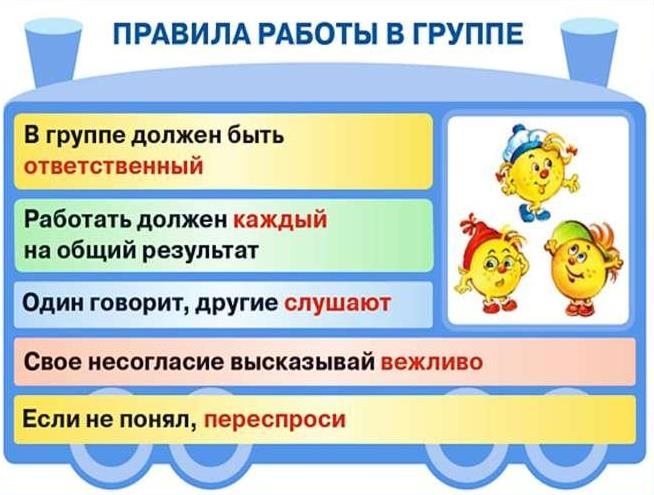 ПРАВИЛА РАБОТЫ В ГРУППЕ
В группе должен быть
ответственный
Работать должен каждый
на общий результат
Один говорит, другие слушают
Свое несогласие высказывай вежливо
Если не понял, переспроси